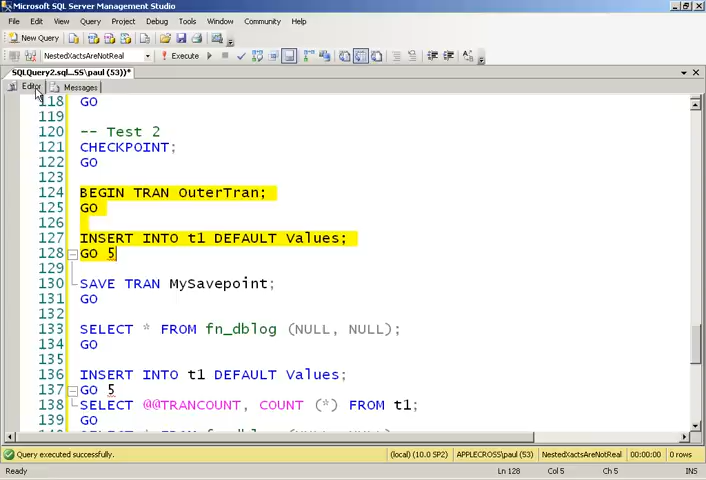 Microsoft SQL Server Management Studio
File Edit View Query Project Debug Tools Window Community Help
New Query
NestedXactsAreNotReal Execute
SQLQuery2.sql...SS\paul (53))*
Editor Messages
118 GO
119
120 -- Test 2
121 CHECKPOINT;
122 GO
123
124 BEGIN TRAN OuterTran;
125 GO
126
127 INSERT INTO t1 DEFAULT Values;
128 GO 5
129
130 SAVE TRAN MySavepoint;
131 GO
132
133 SELECT * FROM fn_dblog (NULL, NULL);
134 GO
135
136 INSERT INTO t1 DEFAULT Values;
137 GO 5
138 SELECT @@TRANCOUNT, COUNT (*) FROM t1;
139 GO
Query executed successfully. (local) (10.0 SP2) APPLECROSS\paul (53) NestedXactsAreNotReal 00:00:00 0 rows
Ready Ln 128 Col 5 Ch 5 INS